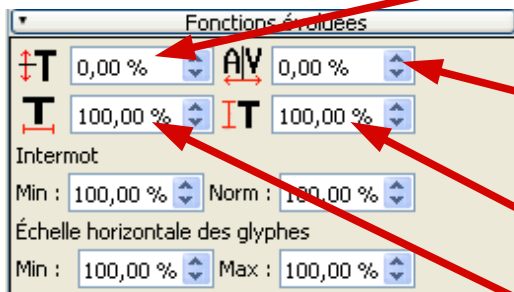 Fonctions évoluées
T 0,00 % A|V 0,00 %
T 100,00 % T 100,00 %
Intermot
Min : 100,00 % Norm : 100,00 %
Échelle horizontale des glyphes
Min : 100,00 % Max : 100,00 %